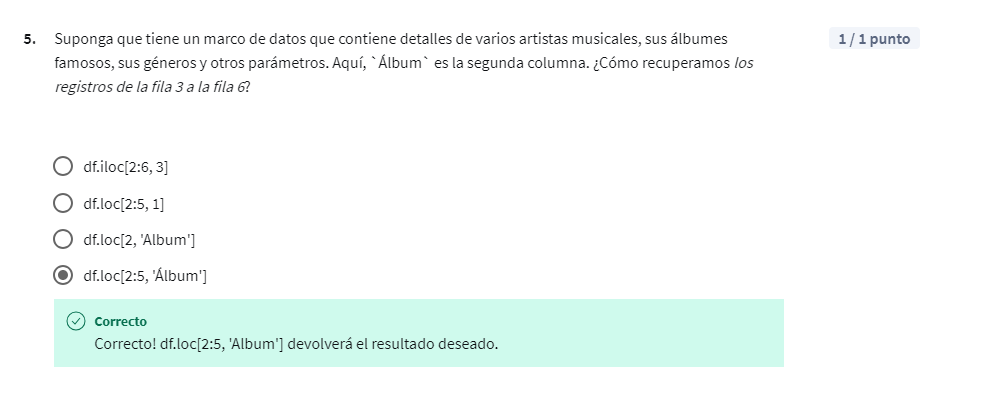 5. Suponga que tiene un marco de datos que contiene detalles de varios artistas musicales, sus álbumes
1 / 1 punto
famosos, sus géneros y otros parámetros. Aquí, `Álbum` es la segunda columna. ¿Cómo recuperamos los
registros de la fila 3 a la fila 6?
df.iloc[2:6, 3]
df.loc[2:5, 1]
df.loc[2, 'Album']
df.loc[2:5, 'Álbum']
Correcto
Correcto! df.loc[2:5, 'Album'] devolverá el resultado deseado.